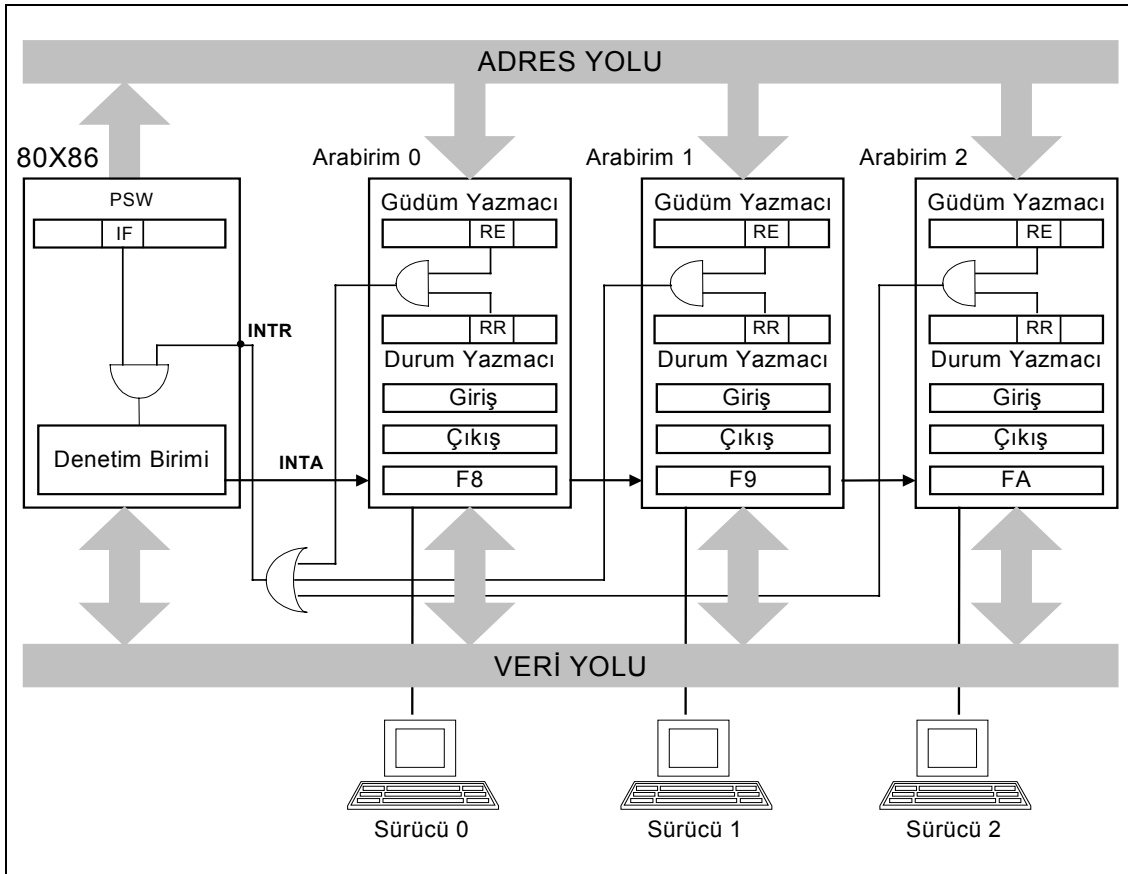 ADRES YOLU
80X86
Arabirim 0
Arabirim 1
Arabirim 2
PSW
IF
INTR
Denetim Birimi
INTA
Güdüm Yazmacı
RE
RR
Durum Yazmacı
Giriş
Çıkış
F8
Güdüm Yazmacı
RE
RR
Durum Yazmacı
Giriş
Çıkış
F9
Güdüm Yazmacı
RE
RR
Durum Yazmacı
Giriş
Çıkış
FA
VERİ YOLU
Sürücü 0
Sürücü 1
Sürücü 2